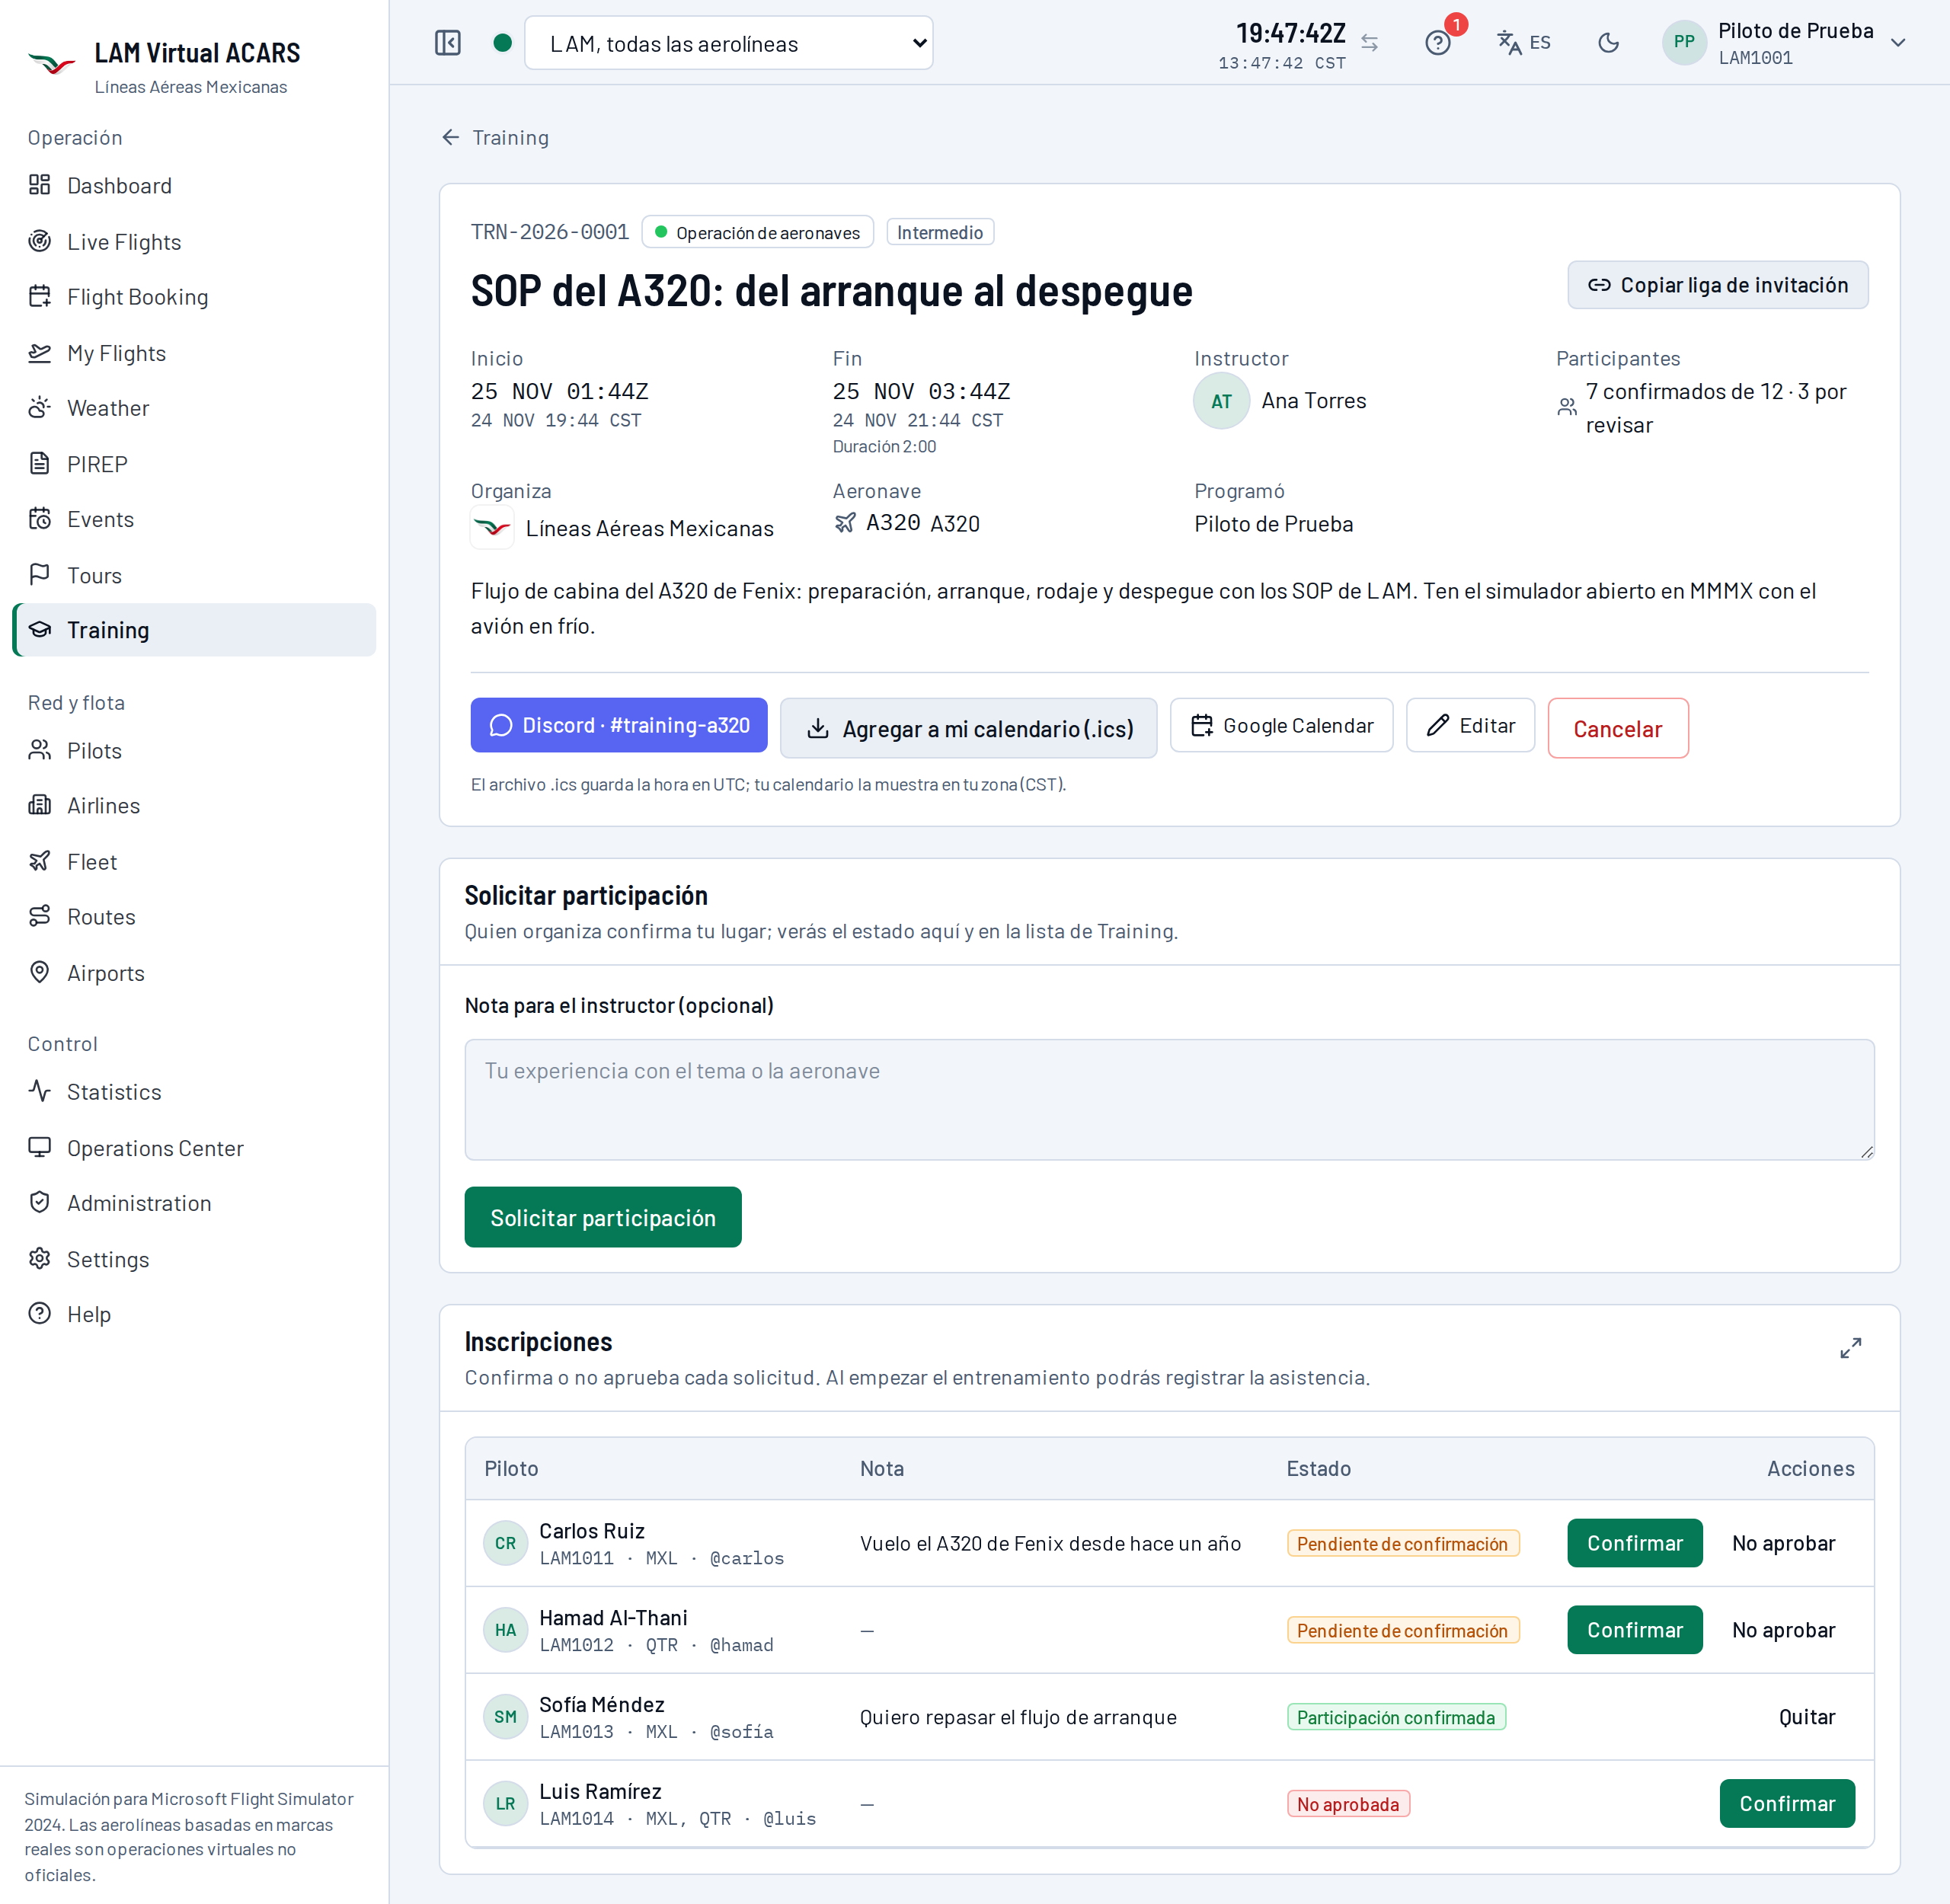 LAM Virtual ACARS
Líneas Aéreas Mexicanas
Operación
Dashboard
Live Flights
Flight Booking
My Flights
Weather
PIREP
Events
Tours
Training
Red y flota
Pilots
Airlines
Fleet
Routes
Airports
Control
Statistics
Operations Center
Administration
Settings
Help
Simulación para Microsoft Flight Simulator
2024. Las aerolíneas basadas en marcas
reales son operaciones virtuales no
oficiales.
LAM, todas las aerolíneas
19:47:42Z
13:47:42 CST
1
ES
PP
Piloto de Prueba
LAM1001
Training
TRN-2026-0001 Operación de aeronaves Intermedio
SOP del A320: del arranque al despegue
Copiar liga de invitación
Inicio
25 NOV 01:44Z
24 NOV 19:44 CST
Fin
25 NOV 03:44Z
24 NOV 21:44 CST
Duración 2:00
Instructor
AT Ana Torres
Participantes
7 confirmados de 12 · 3 por
revisar
Organiza
Líneas Aéreas Mexicanas
Aeronave
A320 A320
Programó
Piloto de Prueba
Flujo de cabina del A320 de Fenix: preparación, arranque, rodaje y despegue con los SOP de LAM. Ten el simulador abierto en MMMX con el
avión en frío.
Discord · #training-a320 Agregar a mi calendario (.ics) Google Calendar Editar Cancelar
El archivo .ics guarda la hora en UTC; tu calendario la muestra en tu zona (CST).
Solicitar participación
Quien organiza confirma tu lugar; verás el estado aquí y en la lista de Training.
Nota para el instructor (opcional)
Tu experiencia con el tema o la aeronave
Solicitar participación
Inscripciones
Confirma o no aprueba cada solicitud. Al empezar el entrenamiento podrás registrar la asistencia.
Piloto Nota Estado Acciones
CR Carlos Ruiz
LAM1011 · MXL · @carlos
Vuelo el A320 de Fenix desde hace un año
Pendiente de confirmación
Confirmar No aprobar
HA Hamad Al-Thani
LAM1012 · QTR · @hamad
—
Pendiente de confirmación
Confirmar No aprobar
SM Sofía Méndez
LAM1013 · MXL · @sofía
Quiero repasar el flujo de arranque
Participación confirmada
Quitar
LR Luis Ramírez
LAM1014 · MXL, QTR · @luis
—
No aprobada
Confirmar